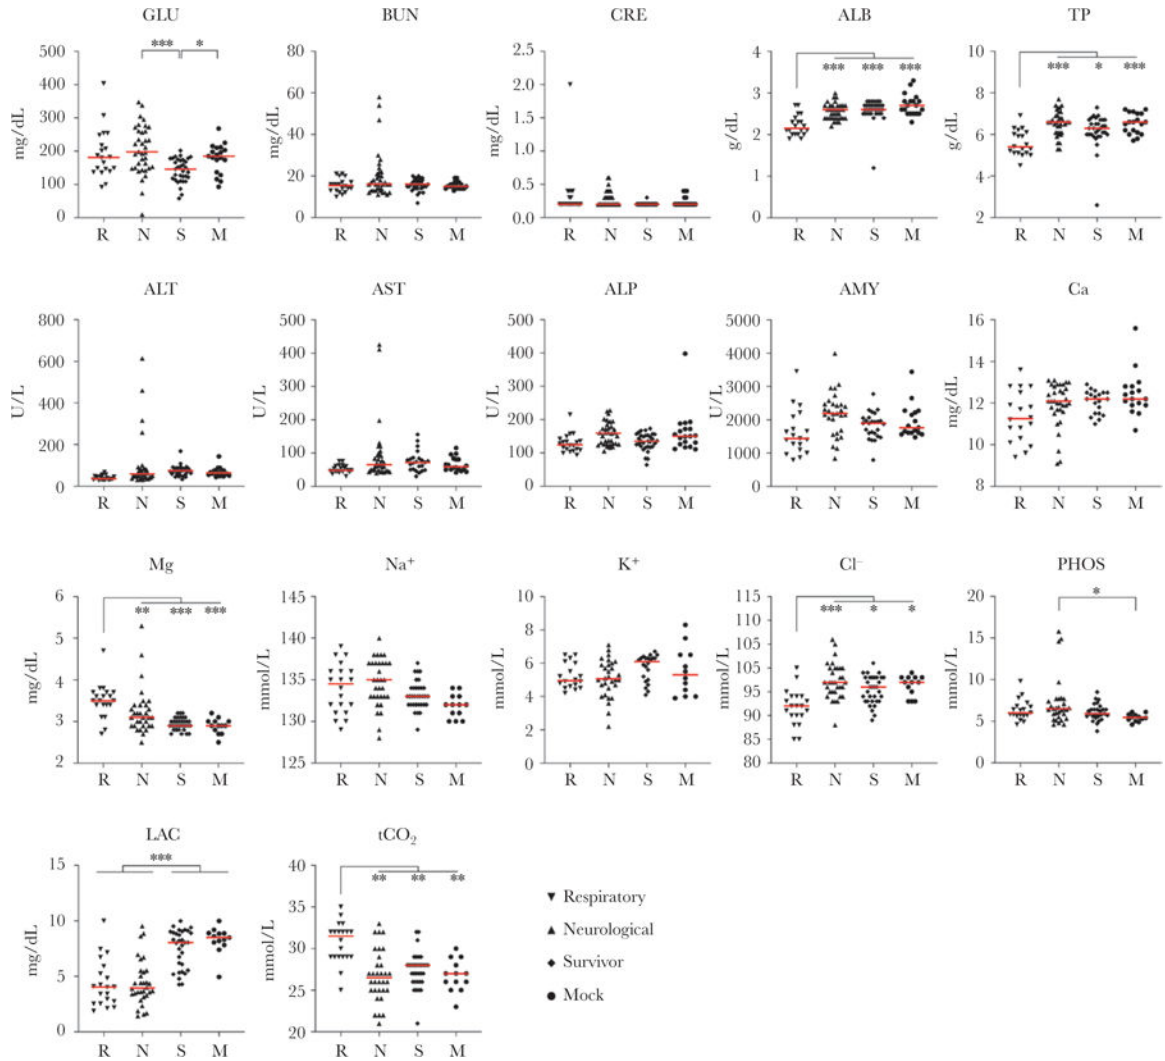 GLU BUN CRE ALB TP
500 400 300 200 100 0
mg/dL
*** *
R N S M
80 60 40 20 0
mg/dL
R N S M
2.5 2.0 1.5 1.0 0.5 0.0
mg/dL
R N S M
4 3 2 1 0
g/dL
*** *** ***
R N S M
10 8 6 4 2
g/dL
*** * ***
R N S M
ALT AST ALP AMY Ca
800 600 400 200 0
U/L
R N S M
500 400 300 200 100 0
U/L
R N S M
500 400 300 200 100 0
U/L
R N S M
5000 4000 3000 2000 1000 0
U/L
R N S M
16 14 12 10 8
mg/dL
R N S M
Mg Na⁺ K⁺ Cl⁻ PHOS
6 5 4 3 2
mg/dL
** *** ***
R N S M
145 140 135 130 125
mmol/L
R N S M
10 8 6 4 2 0
mmol/L
R N S M
115 110 105 105 95 90 85 80
mmol/L
*** * *
R N S M
20 15 10 5 0
mmol/L
*
R N S M
LAC tCO₂
15 10 5 0
mg/dL
***
R N S M
40 35 30 25 20
mmol/L
** ** **
R N S M
▼ Respiratory
▲ Neurological
◆ Survivor
● Mock